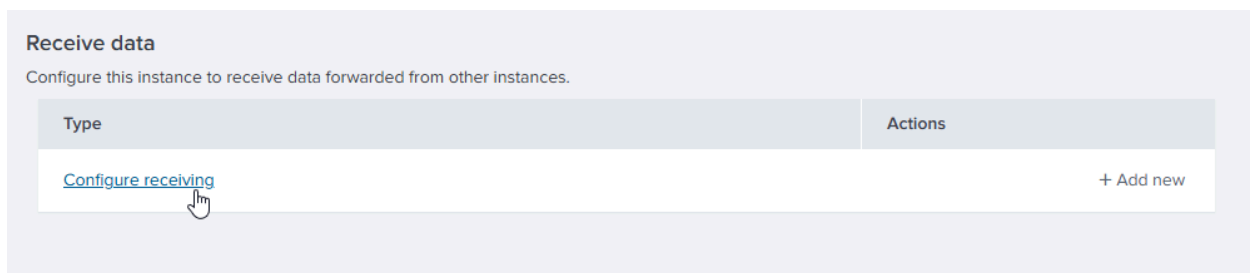 Receive data
Configure this instance to receive data forwarded from other instances.
Type Actions
Configure receiving + Add new